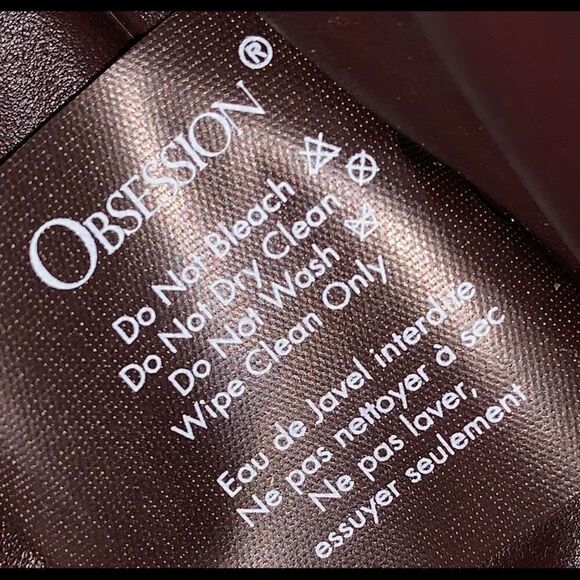 OBSESSION®
Do Not Bleach
Do Not Dry Clean
Do Not Wash
Wipe Clean Only
Eau de Javel interdite
Ne pas nettoyer à sec
Ne pas laver,
essuyer seulement